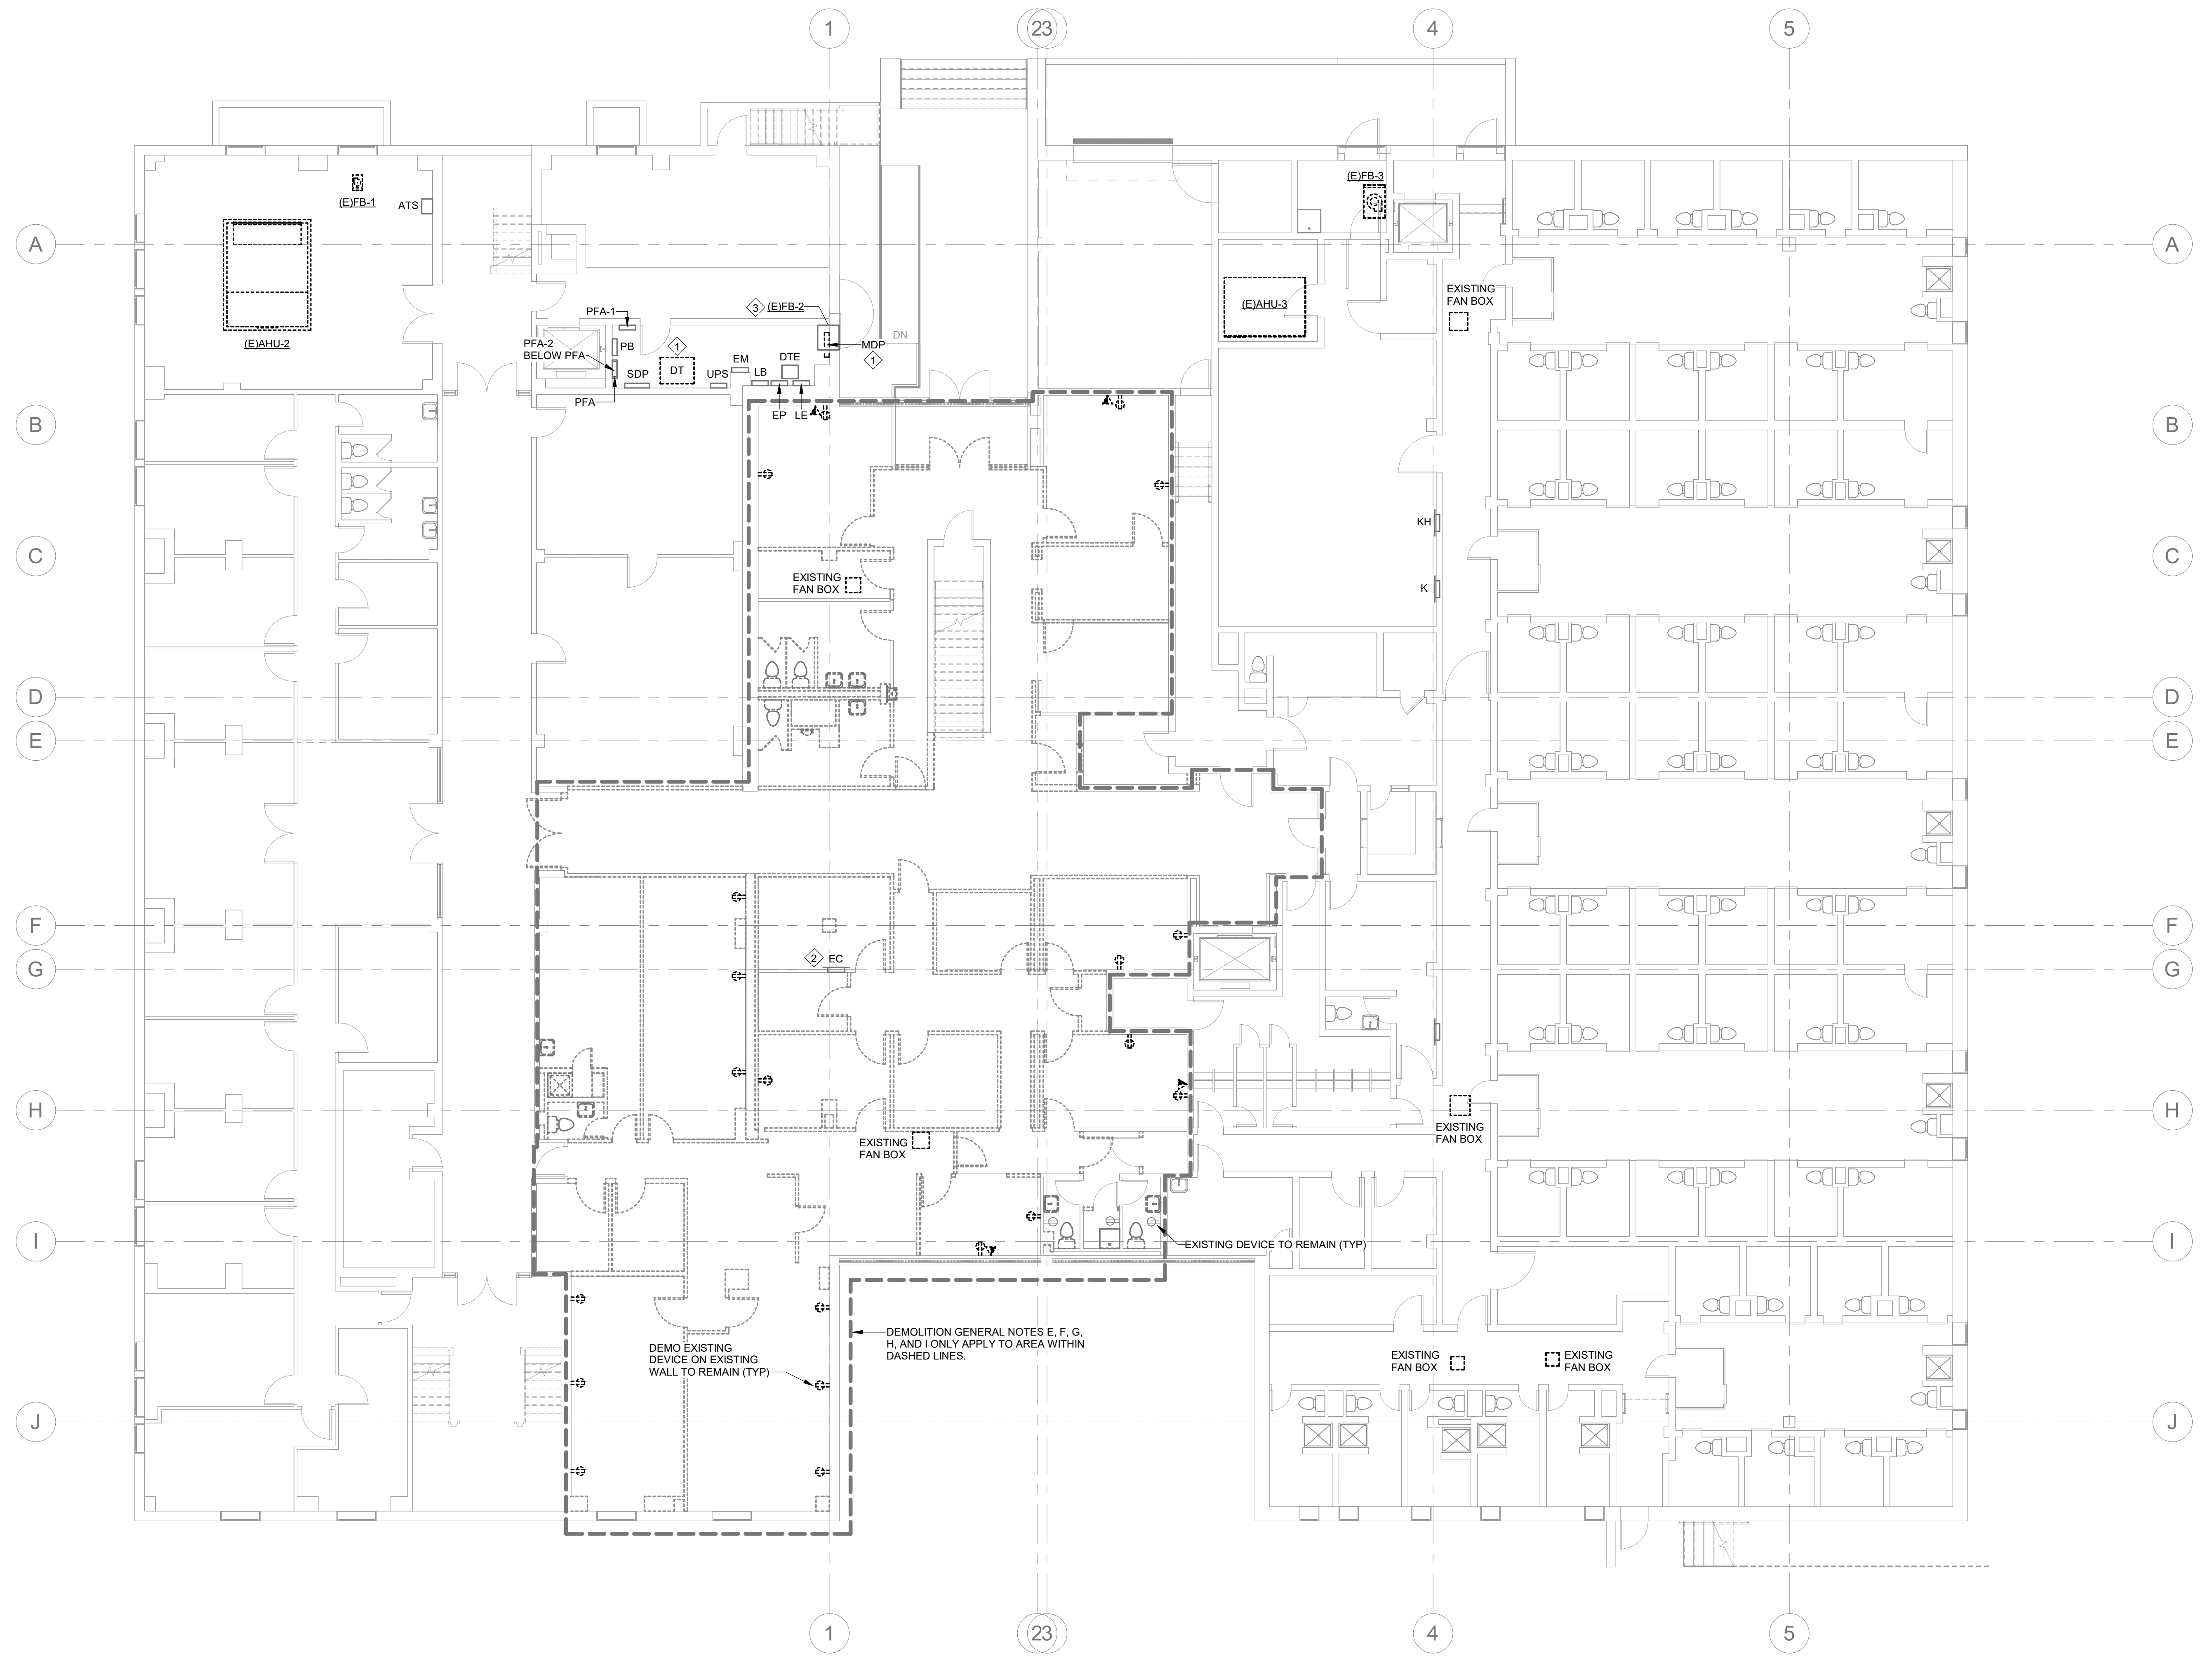 1
23
4
5
(E)FB-3
(E)FB-1
ATS
A
A
EXISTING
FAN BOX
(E)AHU-3
3
(E)FB-2
PFA-1
DN
(E)AHU-2
PFA-2
BELOW PFA
PB
1
MDP
1
DTE
EM
DT
SDP
UPS
LB
PFA
EP
LE
B
B
KH
C
C
EXISTING
FAN BOX
K
D
D
E
E
F
F
2
EC
G
G
H
H
EXISTING
FAN BOX
EXISTING
FAN BOX
I
EXISTING DEVICE TO REMAIN (TYP)
I
DEMOLITION GENERAL NOTES E, F, G,
H, AND I ONLY APPLY TO AREA WITHIN
DASHED LINES.
DEMO EXISTING
DEVICE ON EXISTING
WALL TO REMAIN (TYP)
EXISTING
FAN BOX
EXISTING
FAN BOX
J
J
1
23
4
5